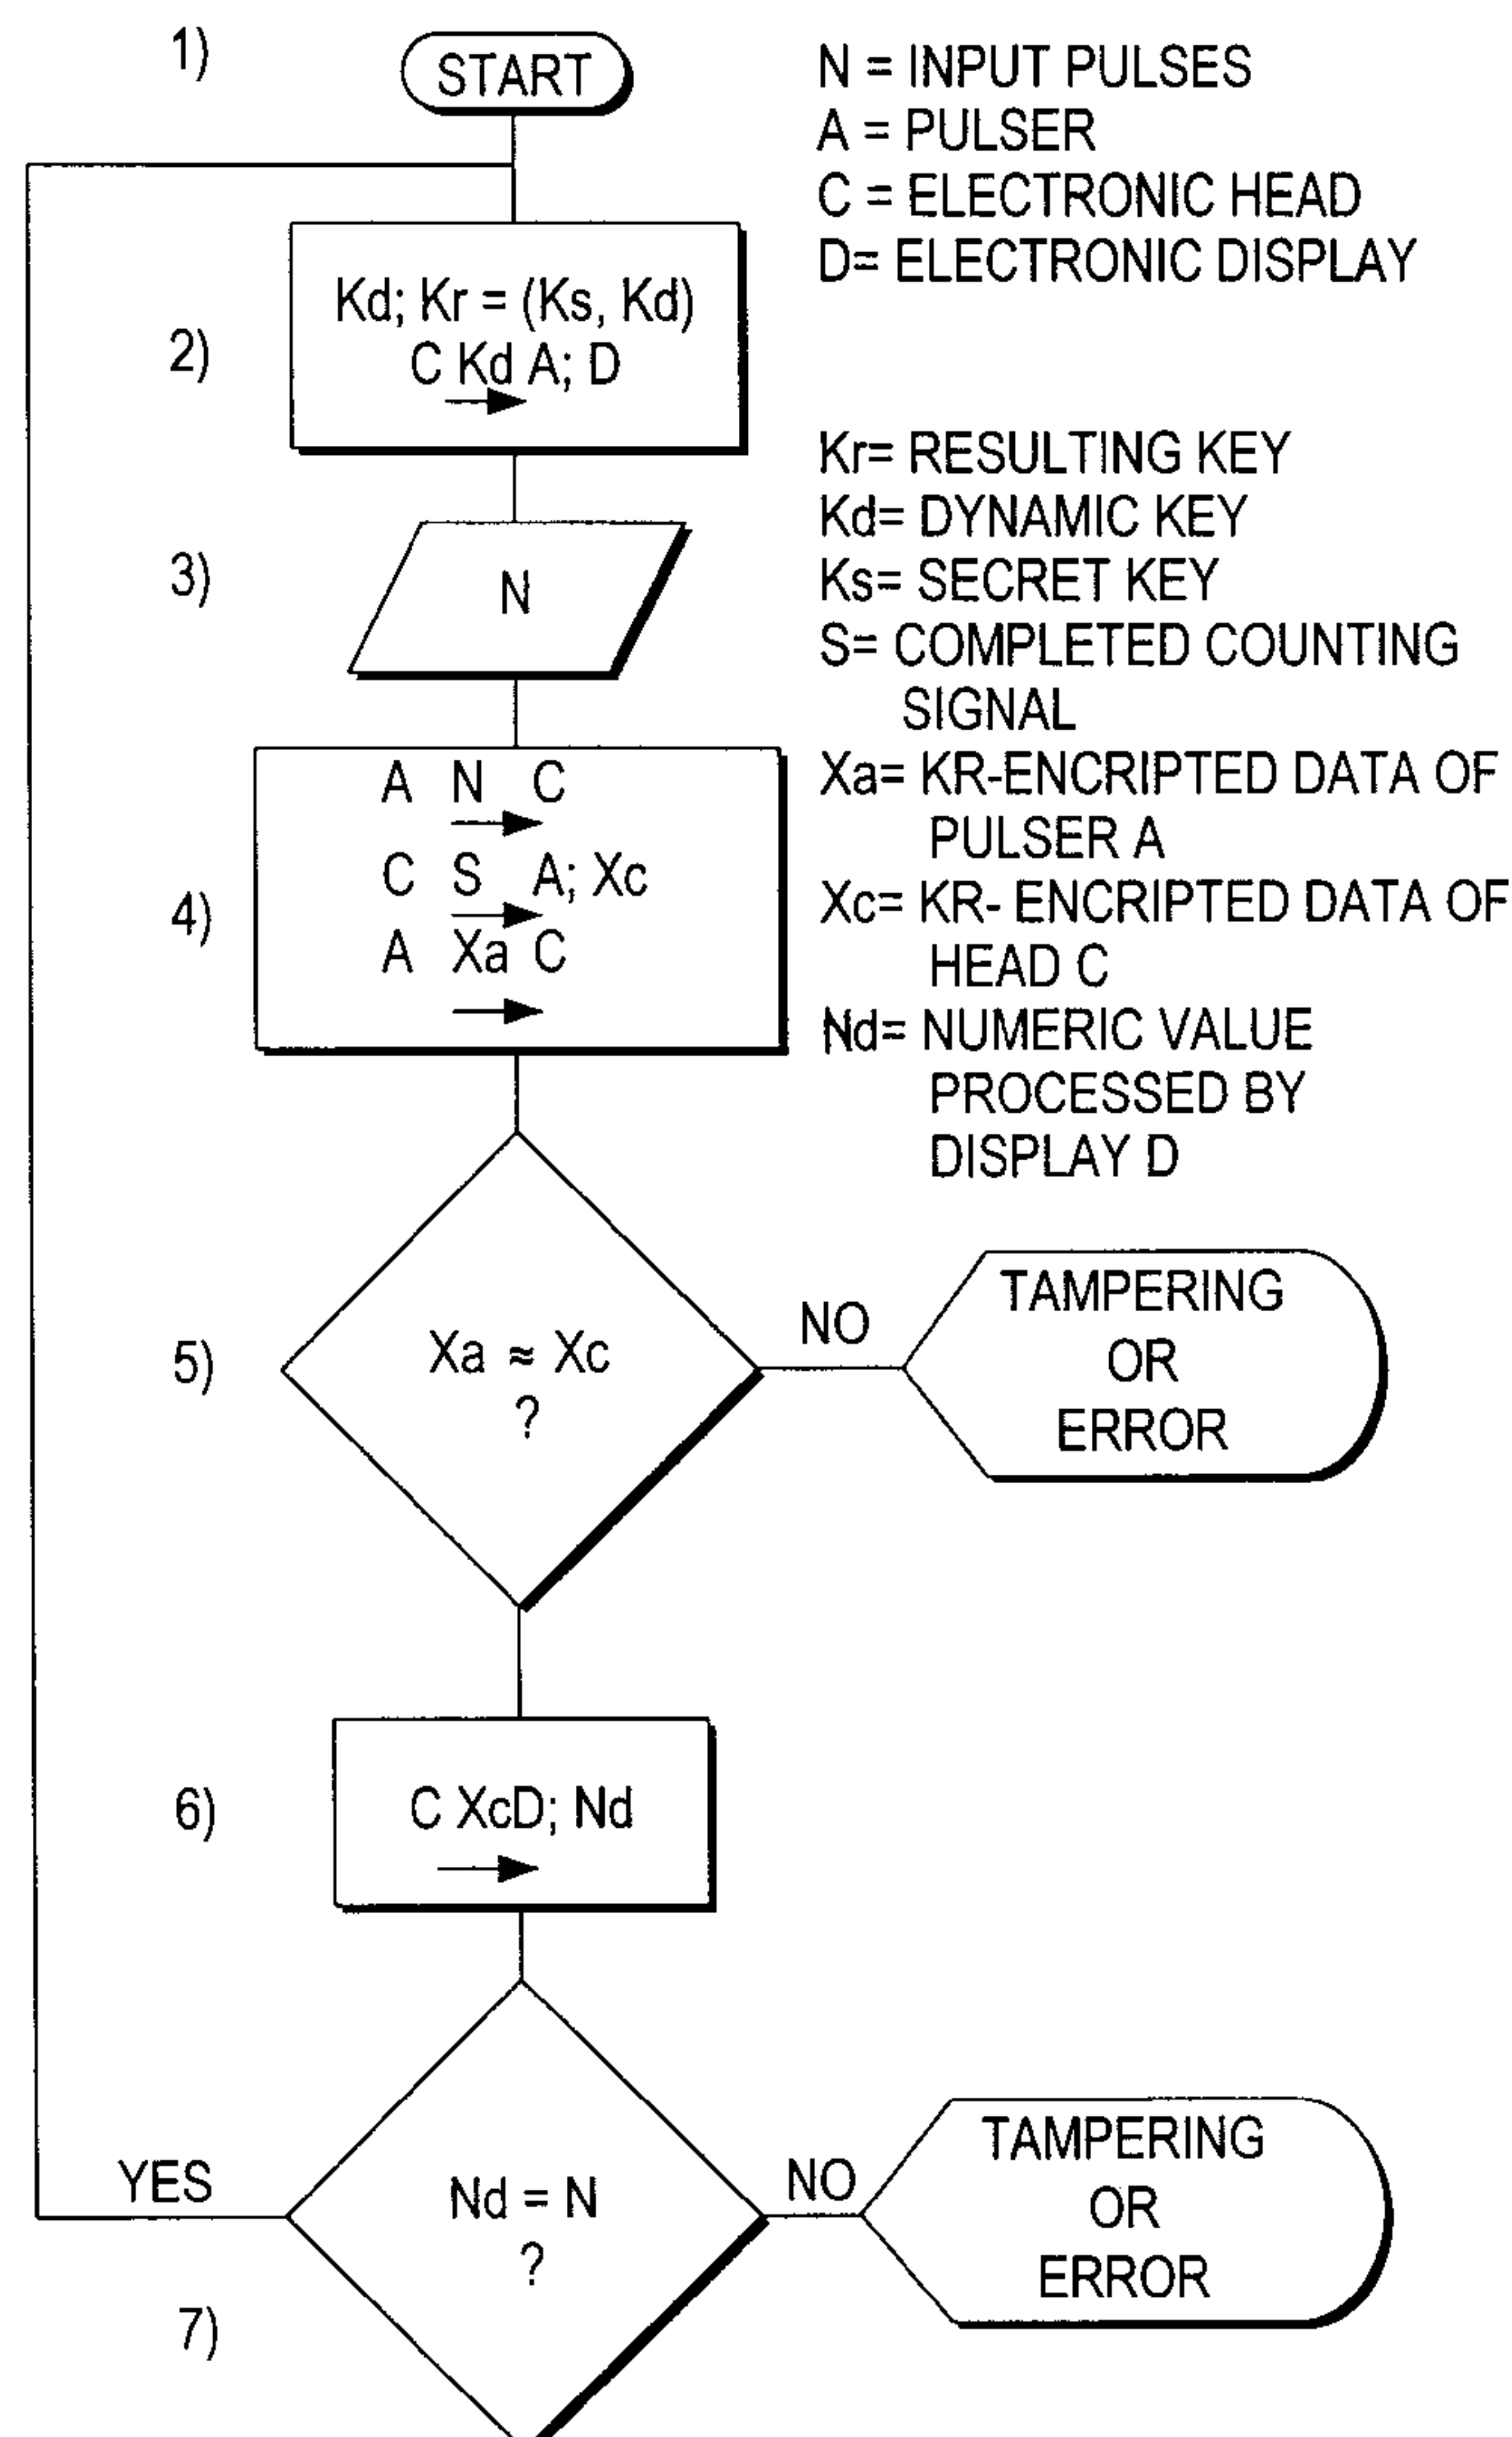 1)
START
N = INPUT PULSES
A = PULSER
C = ELECTRONIC HEAD
D= ELECTRONIC DISPLAY
2)
Kd; Kr = (Ks, Kd)
C Kd A; D
Kr= RESULTING KEY
Kd= DYNAMIC KEY
Ks= SECRET KEY
S= COMPLETED COUNTING
SIGNAL
Xa= KR-ENCRIPTED DATA OF
PULSER A
Xc= KR- ENCRIPTED DATA OF
HEAD C
Nd= NUMERIC VALUE
PROCESSED BY
DISPLAY D
3)
N
4)
A N C
C S A; Xc
A Xa C
5)
Xa ≈ Xc
?
NO
TAMPERING
OR
ERROR
6)
C XcD; Nd
YES
Nd = N
?
NO
TAMPERING
OR
ERROR
7)